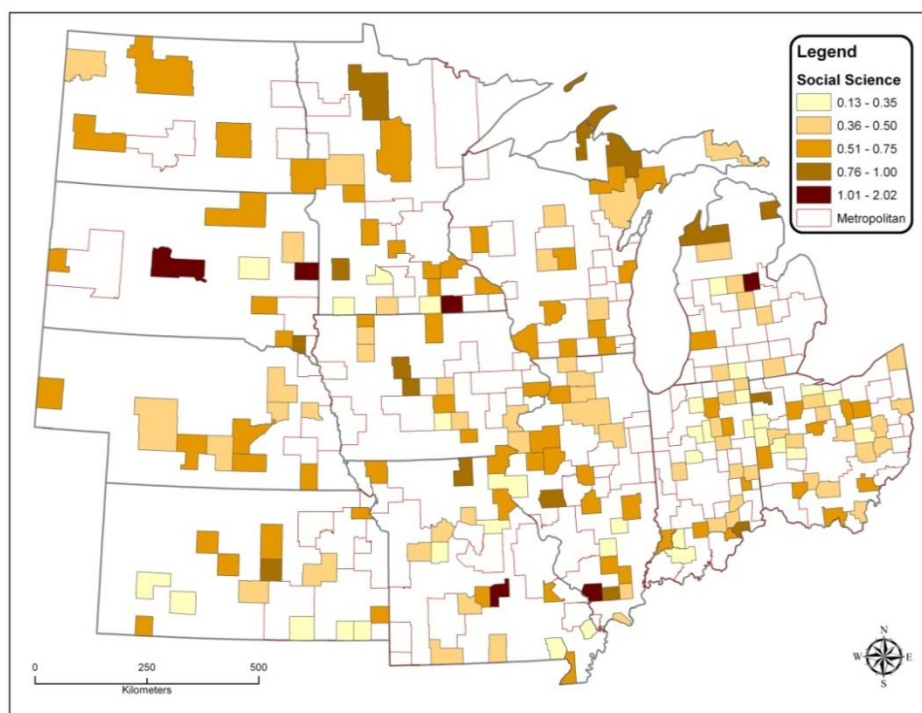 Legend
Social Science
0.13 - 0.35
0.36 - 0.50
0.51 - 0.75
0.76 - 1.00
1.01 - 2.02
Metropolitan
N
W E
S
0 250 500
Kilometers